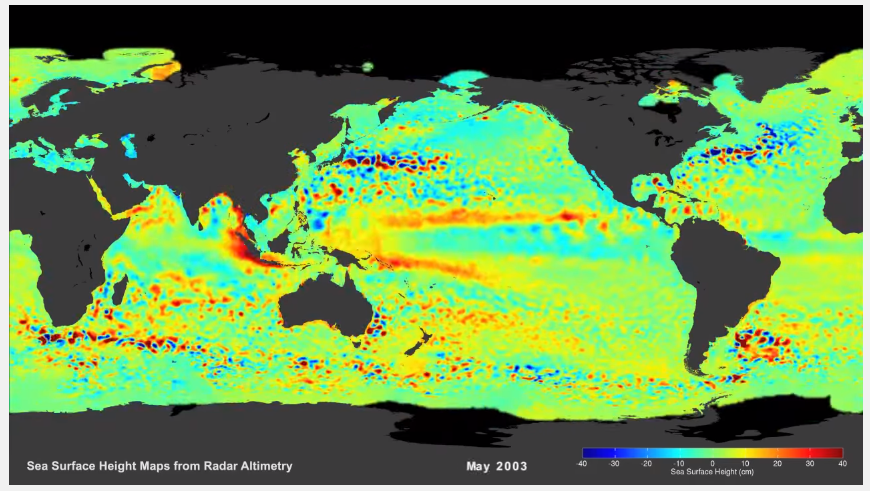 Sea Surface Height Maps from Radar Altimetry
May 2003
-40 -30 -20 -10 0 10 20 30 40
Sea Surface Height (cm)